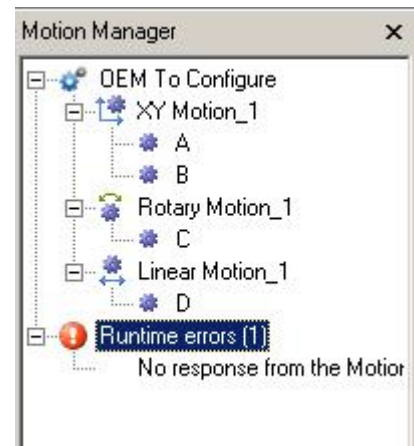 Motion Manager
OEM To Configure
XY Motion_1
A
B
Rotary Motion_1
C
Linear Motion_1
D
Runtime errors (1)
No response from the Motior